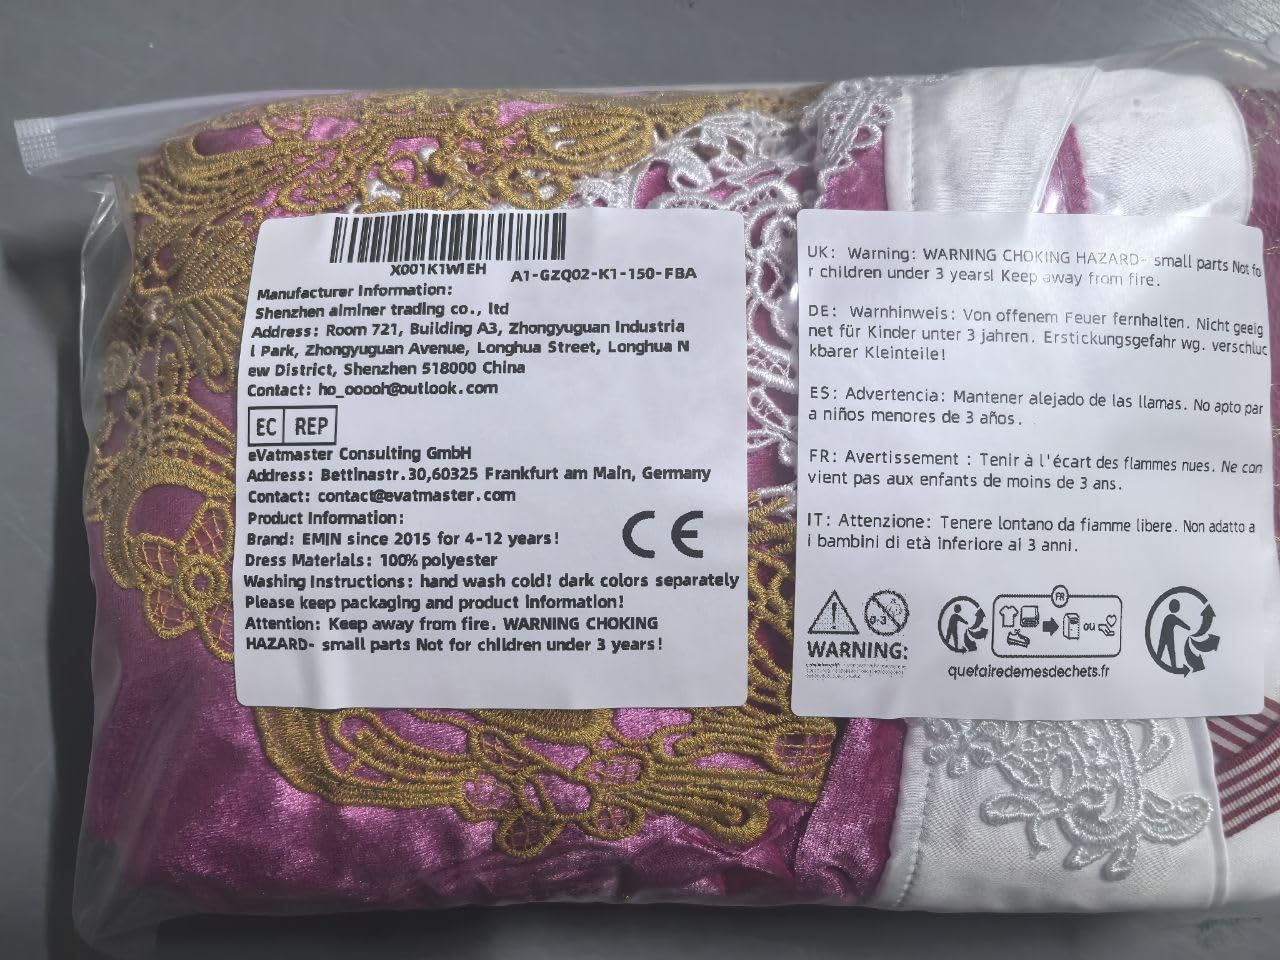 X001K1WIEH
A1-GZQ02-K1-150-FBA
Manufacturer Information:
Shenzhen aiminer trading co., ltd
Address: Room 721, Building A3, Zhongyuguan Industria
l Park, Zhongyuguan Avenue, Longhua Street, Longhua N
ew District, Shenzhen 518000 China
Contact: ho_ooooh@outlook.com
EC REP
eVatmaster Consulting GmbH
Address: Bettinastr.30,60325 Frankfurt am Main, Germany
Contact: contact@evatmaster.com
Product Information:
Brand: EMIN since 2015 for 4-12 years!
Dress Materials: 100% polyester
CE
Washing Instructions: hand wash cold! dark colors separately
Please keep packaging and product information!
Attention: Keep away from fire. WARNING CHOKING
HAZARD- small parts Not for children under 3 years!
UK: Warning: WARNING CHOKING HAZARD- small parts Not fo
r children under 3 years! Keep away from fire.
DE: Warnhinweis: Von offenem Feuer fernhalten. Nicht geeig
net für Kinder unter 3 jahren. Erstickungsgefahr wg. verschluc
kbarer Kleinteile!
ES: Advertencia: Mantener alejado de las llamas. No apto par
a niños menores de 3 años.
FR: Avertissement : Tenir à l'écart des flammes nues. Ne con
vient pas aux enfants de moins de 3 ans.
IT: Attenzione: Tenere lontano da fiamme libere. Non adatto a
i bambini di età inferiore ai 3 anni.
0-3
WARNING:
FR
ou
quefairedemesdechets.fr